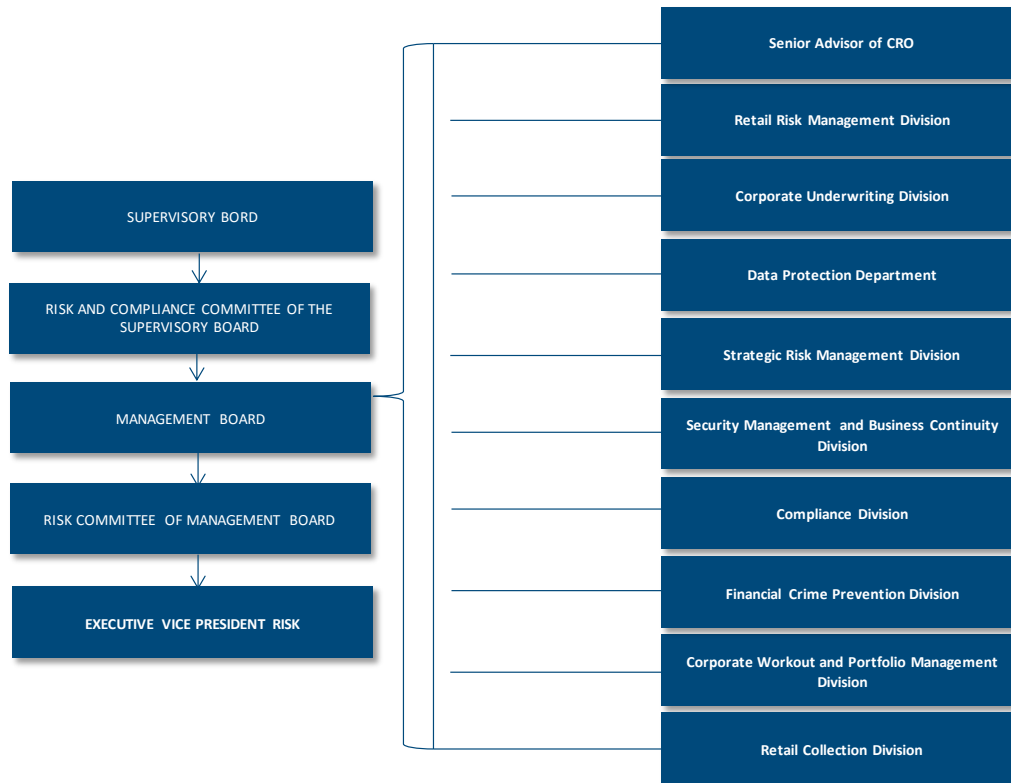 SUPERVISORY BORD
RISK AND COMPLIANCE COMMITTEE OF THE
SUPERVISORY BOARD
MANAGEMENT BOARD
RISK COMMITTEE OF MANAGEMENT BOARD
EXECUTIVE VICE PRESIDENT RISK
Senior Advisor of CRO
Retail Risk Management Division
Corporate Underwriting Division
Data Protection Department
Strategic Risk Management Division
Security Management and Business Continuity
Division
Compliance Division
Financial Crime Prevention Division
Corporate Workout and Portfolio Management
Division
Retail Collection Division